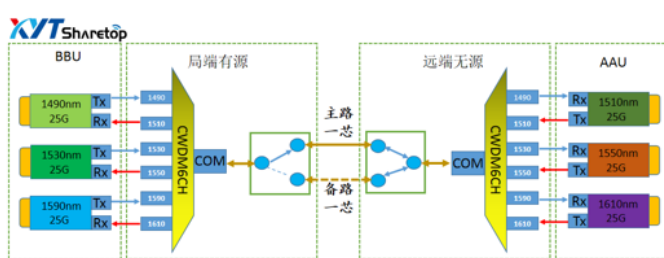 XYT Sharetop
BBU
局端有源
远端无源
AAU
1490nm
25G
Tx
Rx
1530nm
25G
Tx
Rx
1590nm
25G
Tx
Rx
1490
1510
1530
1550
1590
1610
CWDM6CH
COM
主路
一芯
备路
一芯
COM
CWDM6CH
1490
1510
1530
1550
1590
1610
Rx
Tx
1510nm
25G
Rx
Tx
1550nm
25G
Rx
Tx
1610nm
25G